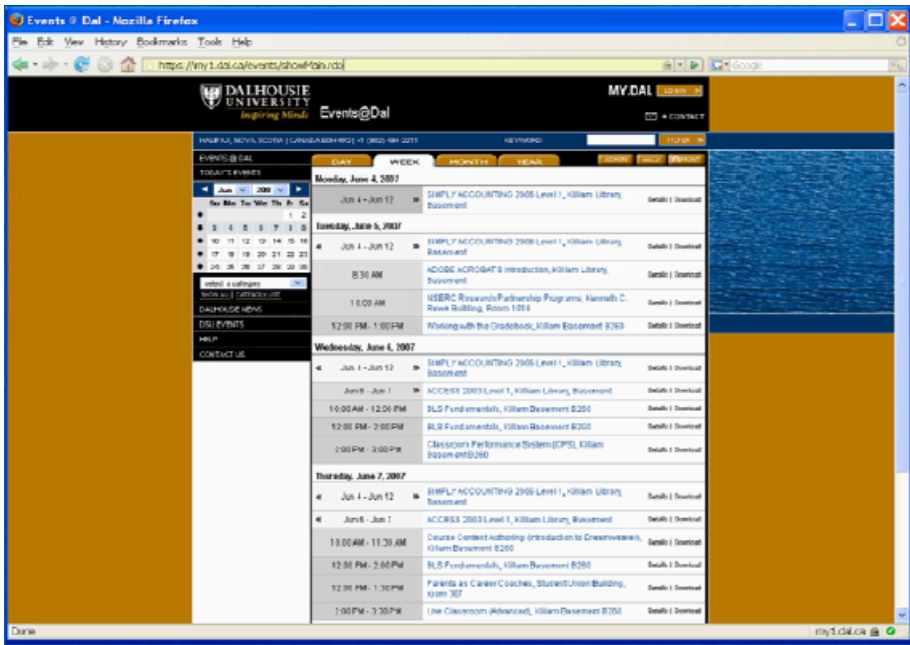 Events @ Dal - Mozilla Firefox
File Edit View History Bookmarks Tools Help
https://my1.dal.ca/events/showMain.rdo
Google
DALHOUSIE
UNIVERSITY
Inspiring Minds
Events@Dal
MY.DAL LOGIN
CONTACT
HALIFAX, NOVA SCOTIA | CANADA
KEYWORD FILTER
EVENTS @ DAL
TODAY'S EVENTS
DAY WEEK MONTH YEAR ADMIN HELP PRINT
Jun
Su Mo Tu We Th Fr Sa
1 2
3 4 5 6 7 8 9
10 11 12 13 14 15 16
17 18 19 20 21 22 23
24 25 26 27 28 29 30
select a category
SHOW ALL | CATEGORY LIST
DALHOUSIE NEWS
DSU EVENTS
HELP
CONTACT US
Monday, June 4, 2007
Jun 4 - Jun 12 » SIMPLY ACCOUNTING 2005 Level 1, Killam Library, Details | Download
Basement
Tuesday, June 5, 2007
« Jun 4 - Jun 12 » SIMPLY ACCOUNTING 2005 Level 1, Killam Library, Details | Download
Basement
8:30 AM ADOBE ACROBAT 8 Introduction, Killam Library, Details | Download
Basement
10:00 AM NSERC Research Partnership Programs, Kenneth C. Details | Download
Rowe Building, Room 1016
12:00 PM - 1:00 PM Working with the Gradebook, Killam Basement B260 Details | Download
Wednesday, June 6, 2007
« Jun 4 - Jun 12 » SIMPLY ACCOUNTING 2005 Level 1, Killam Library, Details | Download
Basement
Jun 6 - Jun 7 » ACCESS 2003 Level 1, Killam Library, Basement Details | Download
10:00 AM - 12:00 PM BLS Fundamentals, Killam Basement B260 Details | Download
12:00 PM - 2:00 PM BLS Fundamentals, Killam Basement B260 Details | Download
2:00 PM - 3:00 PM Classroom Performance System (CPS), Killam Details | Download
Basement B260
Thursday, June 7, 2007
« Jun 4 - Jun 12 » SIMPLY ACCOUNTING 2005 Level 1, Killam Library, Details | Download
Basement
« Jun 6 - Jun 7 ACCESS 2003 Level 1, Killam Library, Basement Details | Download
10:00 AM - 11:30 AM Course Content Authoring (Introduction to Dreamweaver), Details | Download
Killam Basement B260
12:00 PM - 2:00 PM BLS Fundamentals, Killam Basement B260 Details | Download
12:00 PM - 1:30 PM Parents as Career Coaches, Student Union Building, Details | Download
room 307
2:00 PM - 3:30 PM Live Classroom (Advanced), Killam Basement B260 Details | Download
Done my1.dal.ca